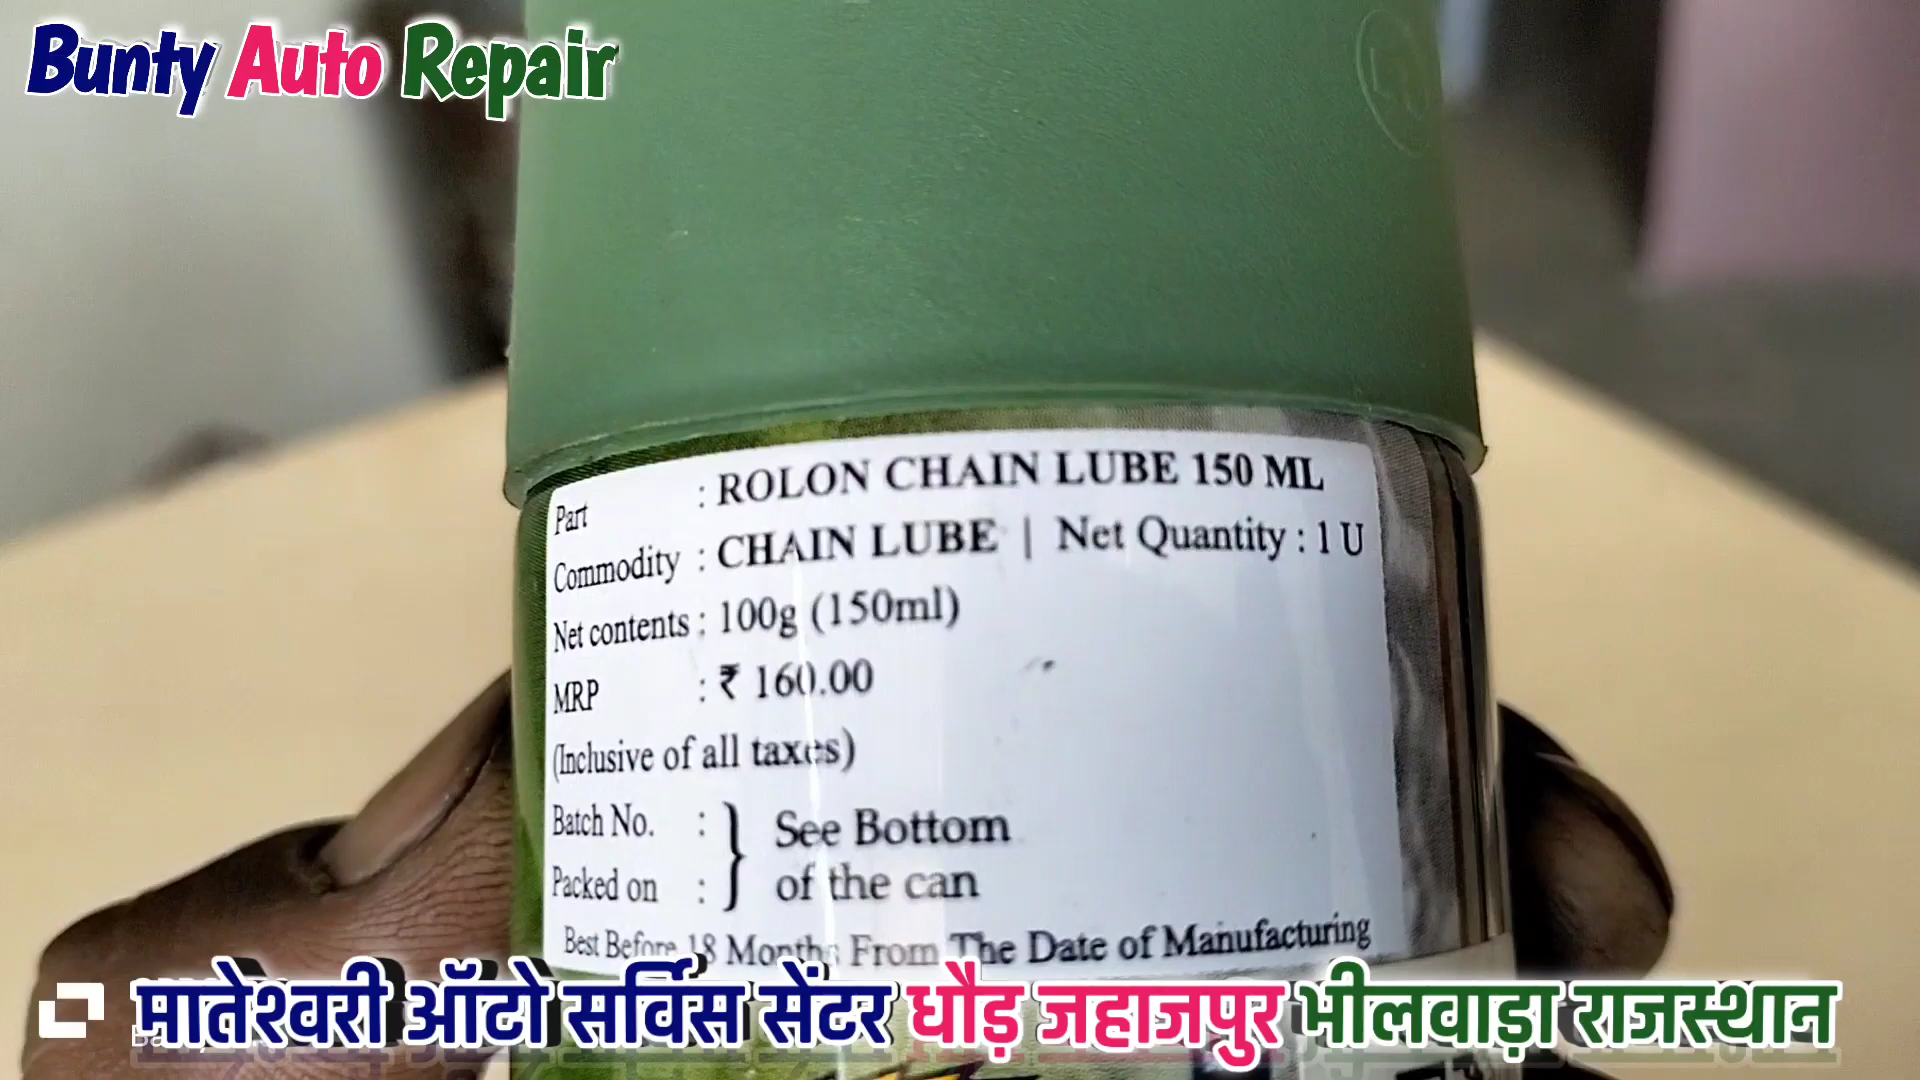 Bunty Auto Repair
Part : ROLON CHAIN LUBE 150 ML
Commodity : CHAIN LUBE | Net Quantity : 1 U
Net contents : 100g (150ml)
MRP : ₹ 160.00
(Inclusive of all taxes)
Batch No. :
Packed on : } See Bottom of the can
Best Before 18 Months From The Date of Manufacturing
मातेश्वरी ऑटो सर्विस सेंटर धौड़ जहाजपुर भीलवाड़ा राजस्थान